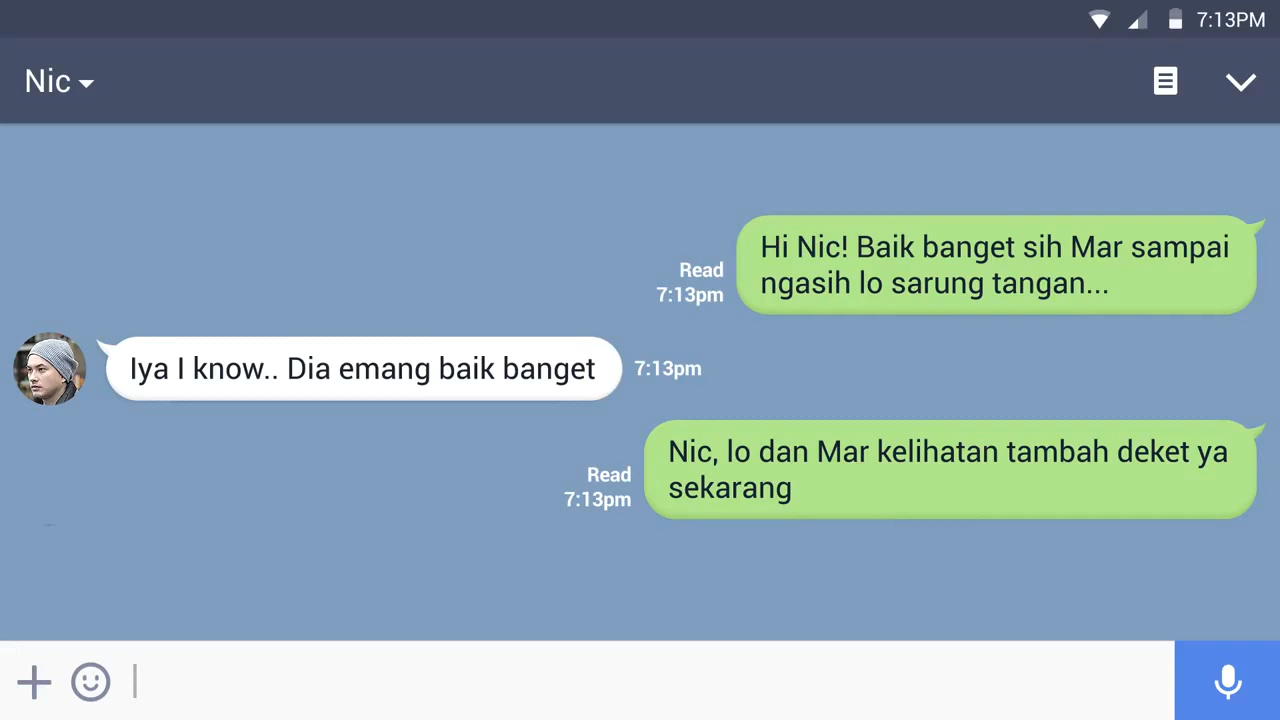 7:13PM
Nic
Hi Nic! Baik banget sih Mar sampai
ngasih lo sarung tangan...
Read
7:13pm
Iya I know.. Dia emang baik banget
7:13pm
Nic, lo dan Mar kelihatan tambah deket ya
sekarang
Read
7:13pm